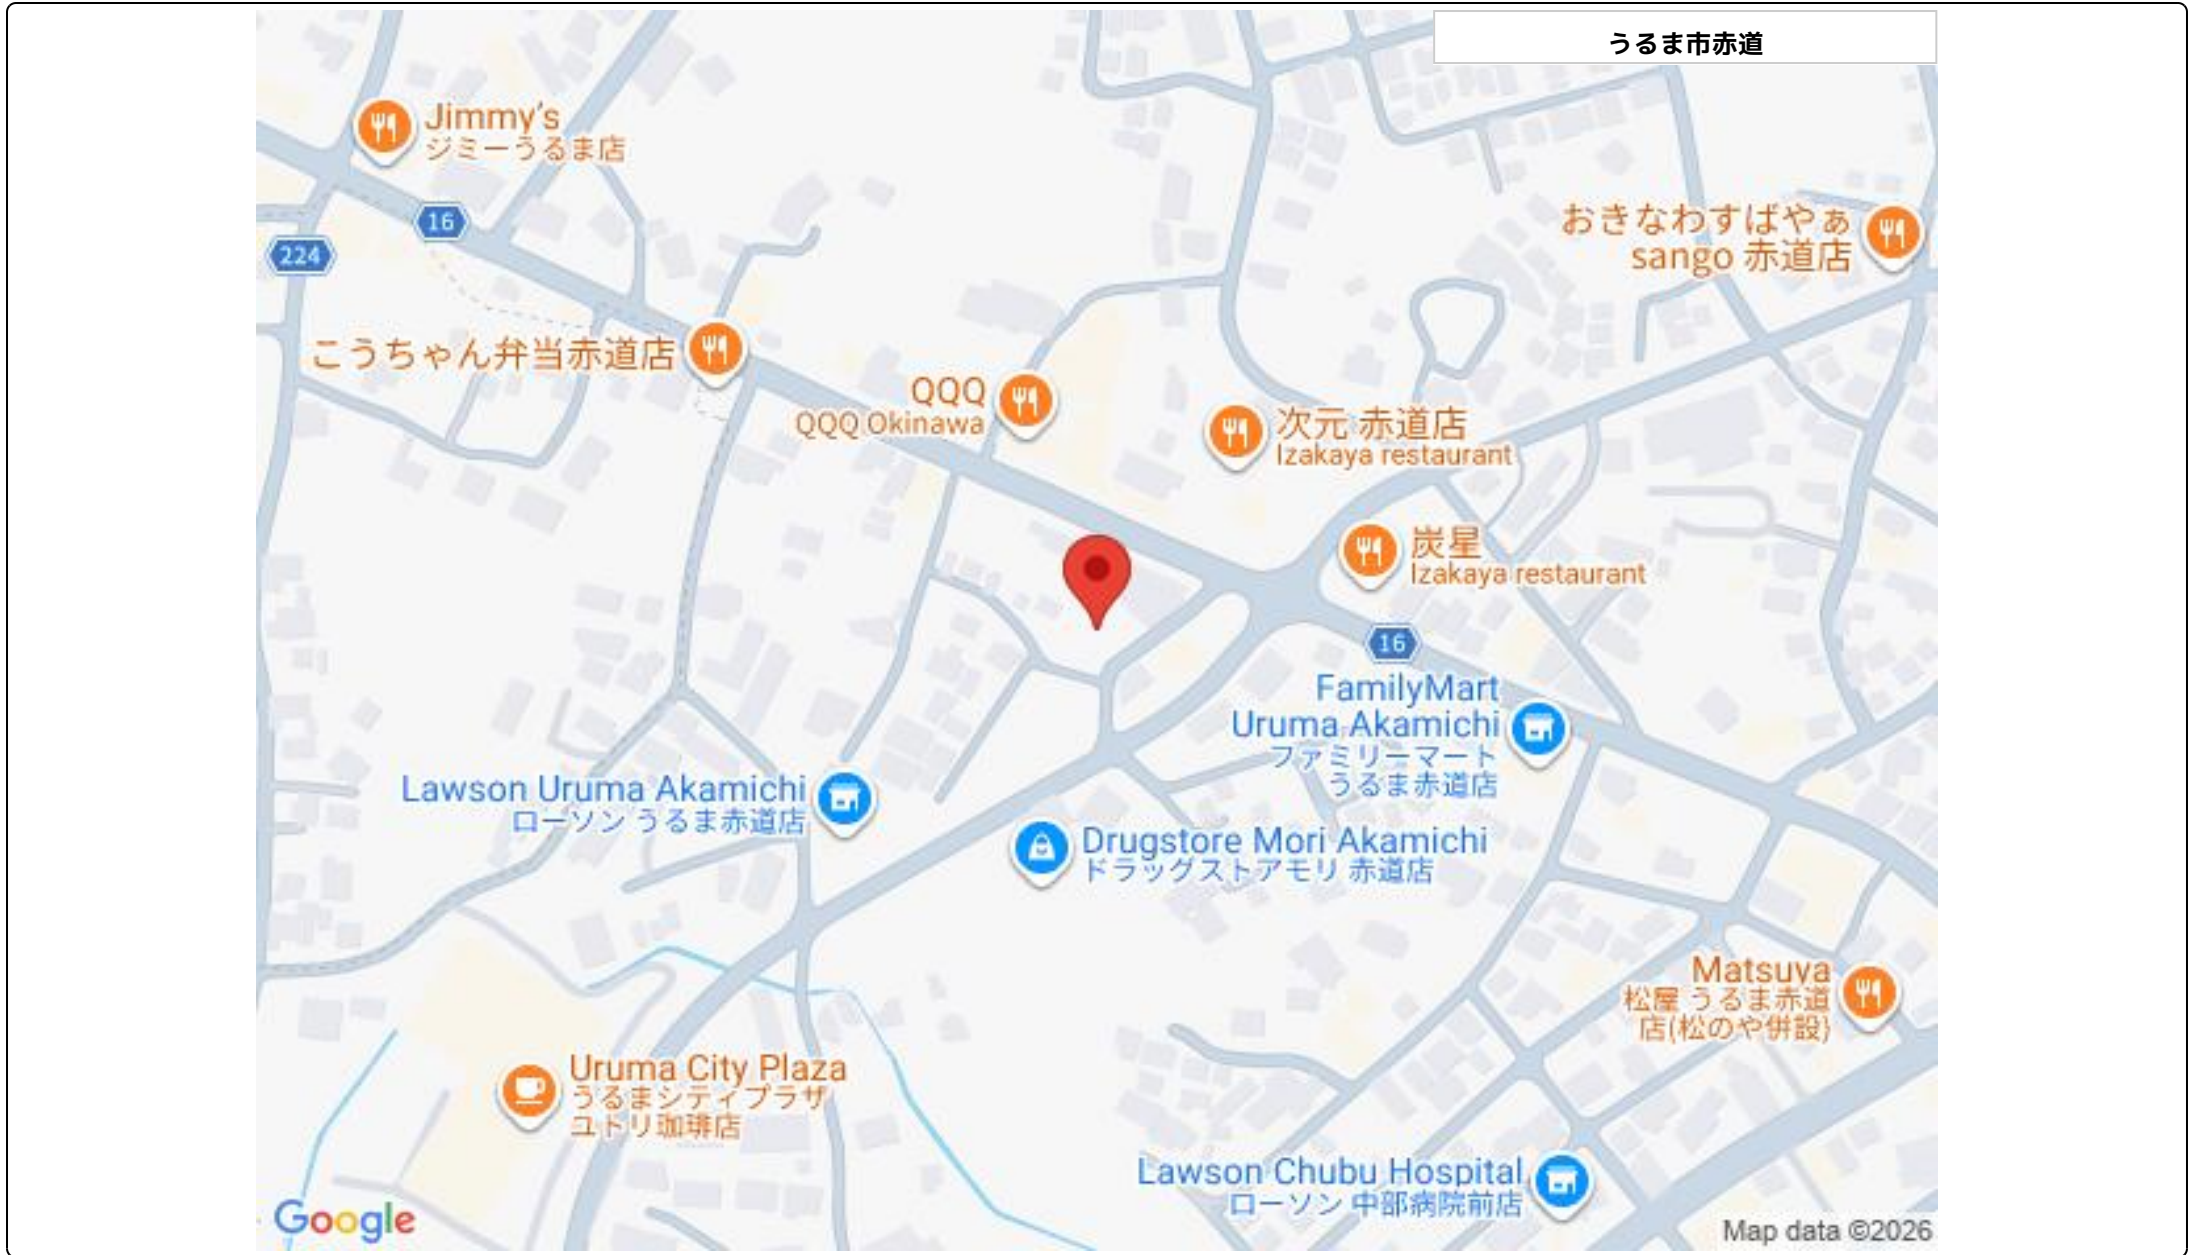 うるま市赤道
Jimmy's
ジミーうるま店
16
224
おきなわすばやぁ
sango 赤道店
こうちゃん弁当赤道店
QQQ
QQQ Okinawa
次元 赤道店
Izakaya restaurant
炭星
Izakaya restaurant
16
FamilyMart
Uruma Akamichi
ファミリーマート
うるま赤道店
Lawson Uruma Akamichi
ローソン うるま赤道店
Drugstore Mori Akamichi
ドラッグストアモリ 赤道店
Matsuya
松屋 うるま赤道
店(松のや併設)
Uruma City Plaza
うるまシティプラザ
ユトリ珈琲店
Lawson Chubu Hospital
ローソン 中部病院前店
Google
Map data ©2026